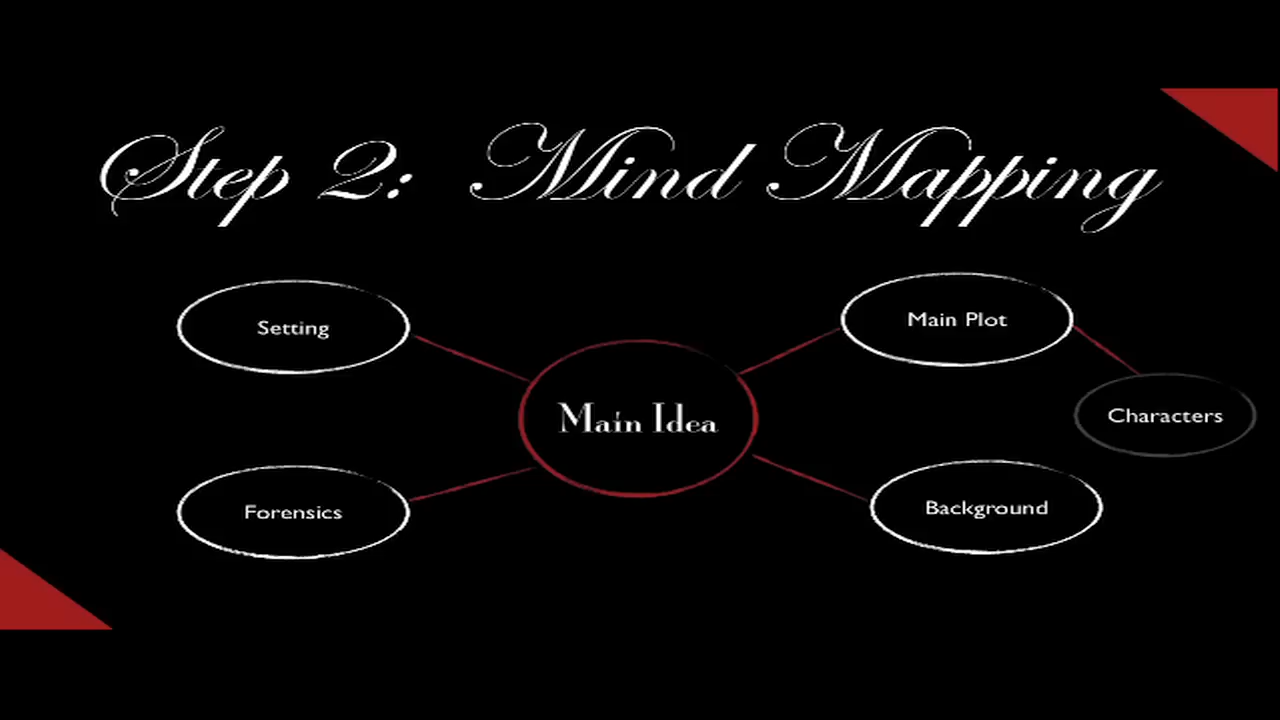 Step 2: Mind Mapping
Setting
Main Plot
Main Idea
Characters
Forensics
Background